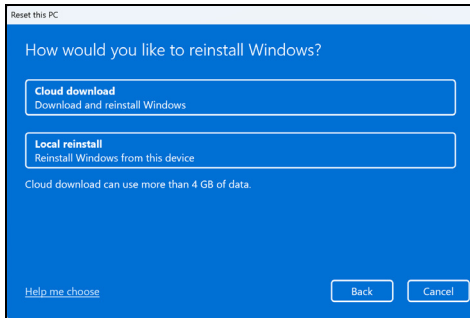 Reset this PC
How would you like to reinstall Windows?
Cloud download
Download and reinstall Windows
Local reinstall
Reinstall Windows from this device
Cloud download can use more than 4 GB of data.
Help me choose
Back
Cancel